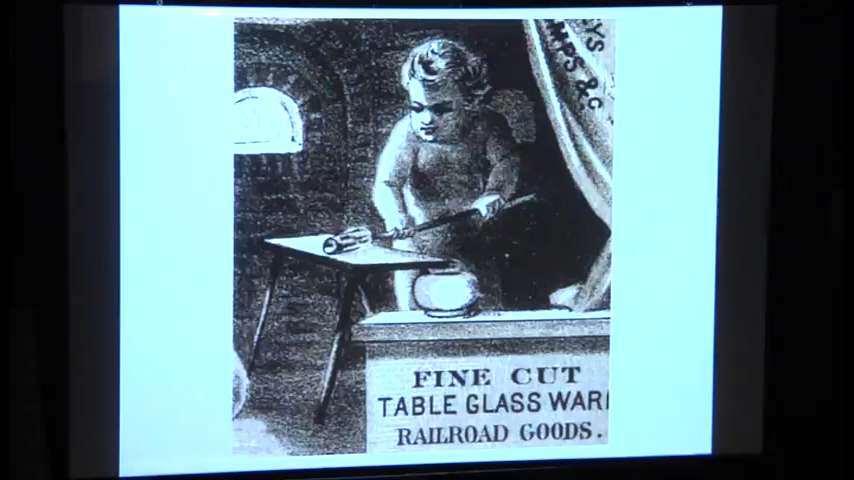 &C
FINE CUT
TABLE GLASS WAR
RAILROAD GOODS.